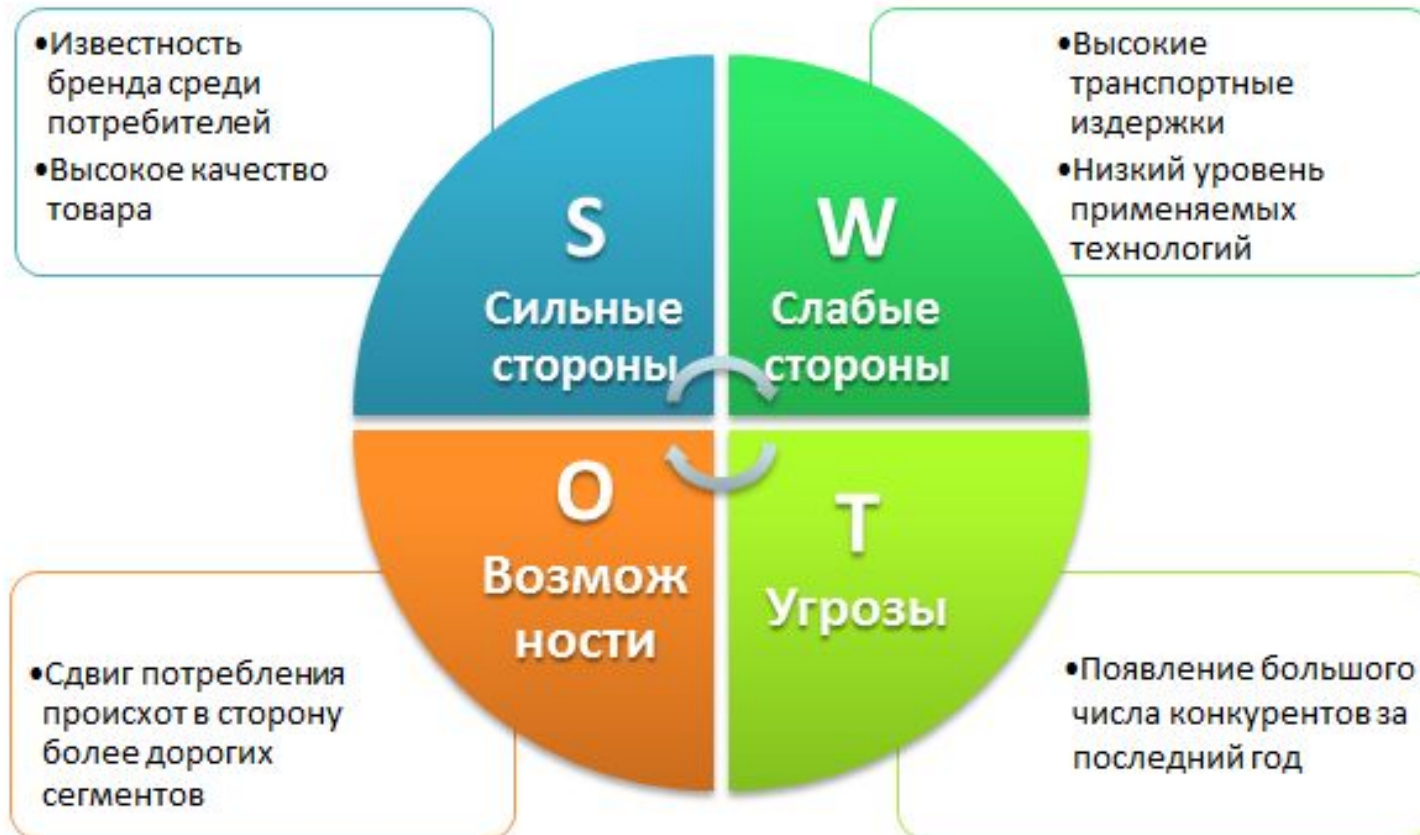 •Известность
бренда среди
потребителей
•Высокое качество
товара
•Высокие
транспортные
издержки
•Низкий уровень
применяемых
технологий
S
Сильные
стороны
W
Слабые
стороны
O
Возмож
ности
T
Угрозы
•Сдвиг потребления
происхот в сторону
более дорогих
сегментов
•Появление большого
числа конкурентов за
последний год